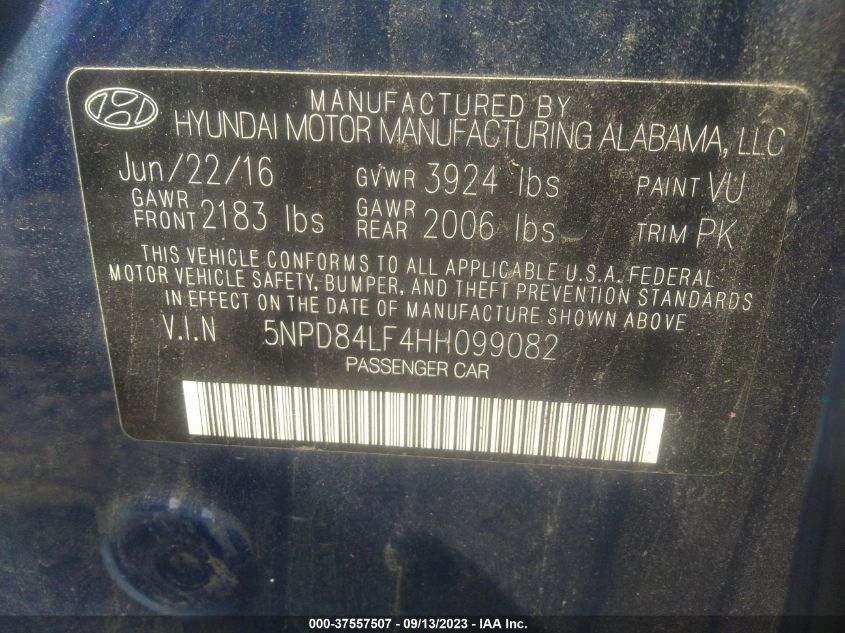 MANUFACTURED BY
HYUNDAI MOTOR MANUFACTURING ALABAMA, LLC
Jun/22/16 GVWR 3924 lbs PAINT VU
GAWR FRONT 2183 lbs GAWR REAR 2006 lbs TRIM PK
THIS VEHICLE CONFORMS TO ALL APPLICABLE U.S.A. FEDERAL
MOTOR VEHICLE SAFETY, BUMPER, AND THEFT PREVENTION STANDARDS
IN EFFECT ON THE DATE OF MANUFACTURE SHOWN ABOVE
V.I.N 5NPD84LF4HH099082
PASSENGER CAR
000-37557507 - 09/13/2023 - IAA Inc.